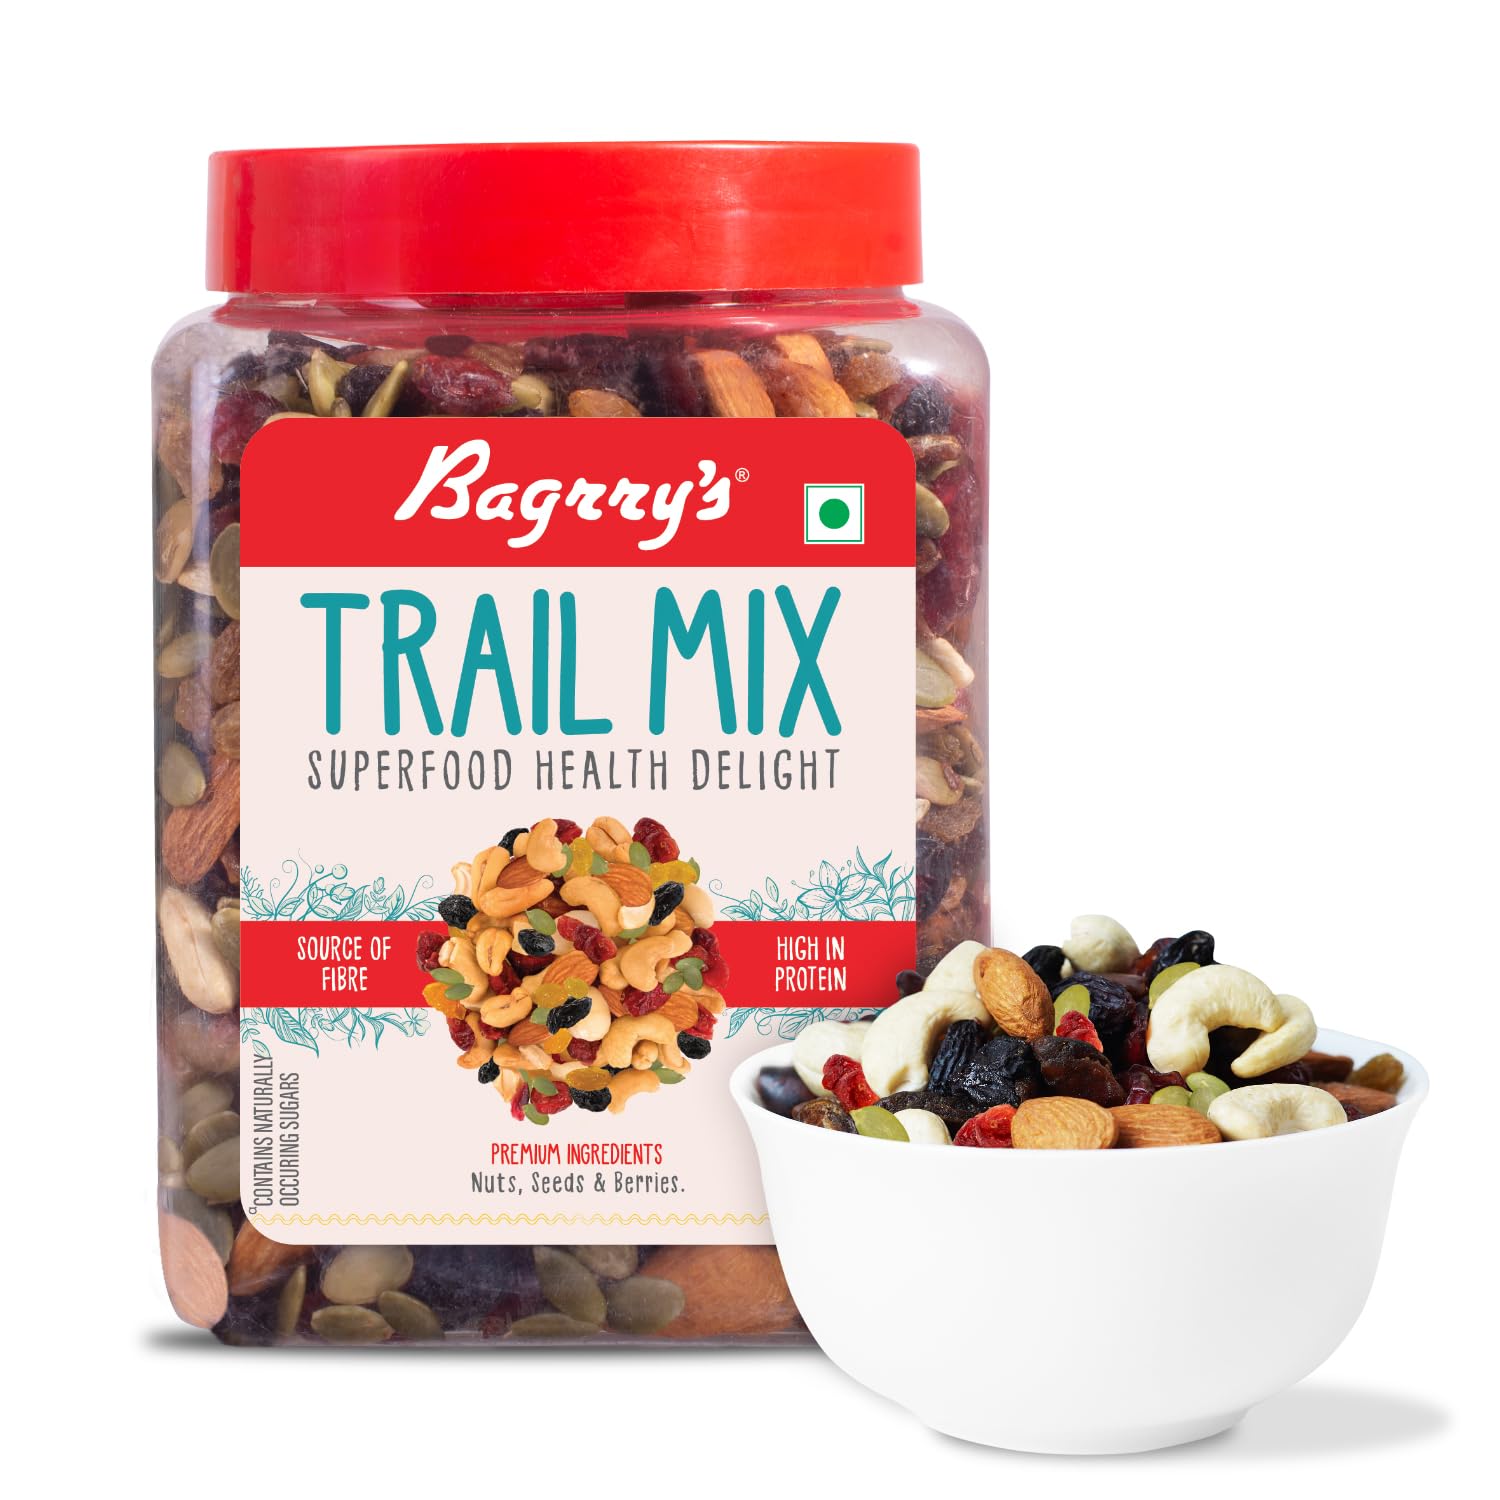 Bagrry's®
TRAIL MIX
SUPERFOOD HEALTH DELIGHT
SOURCE OF
FIBRE
HIGH IN
PROTEIN
αCONTAINS NATURALLY
OCCURING SUGARS
PREMIUM INGREDIENTS
Nuts, Seeds & Berries.